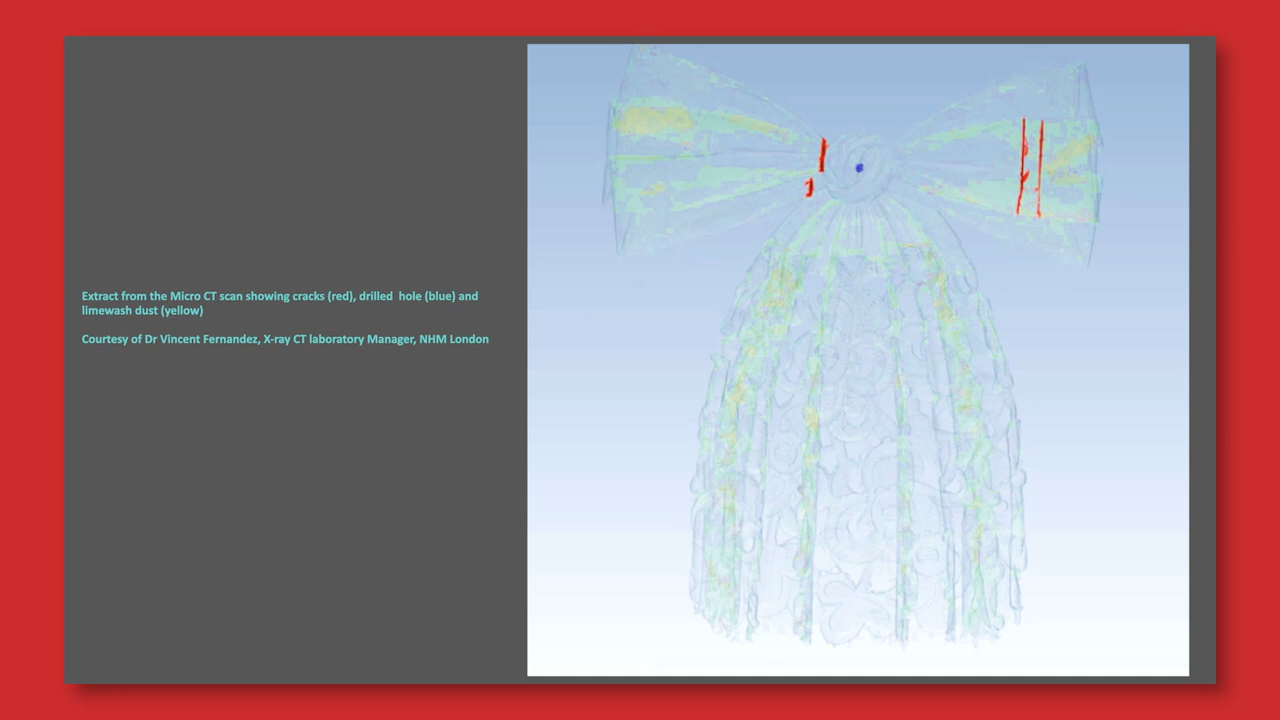 Extract from the Micro CT scan showing cracks (red), drilled  hole (blue) and
limewash dust (yellow)
Courtesy of Dr Vincent Fernandez, X-ray CT laboratory Manager, NHM London